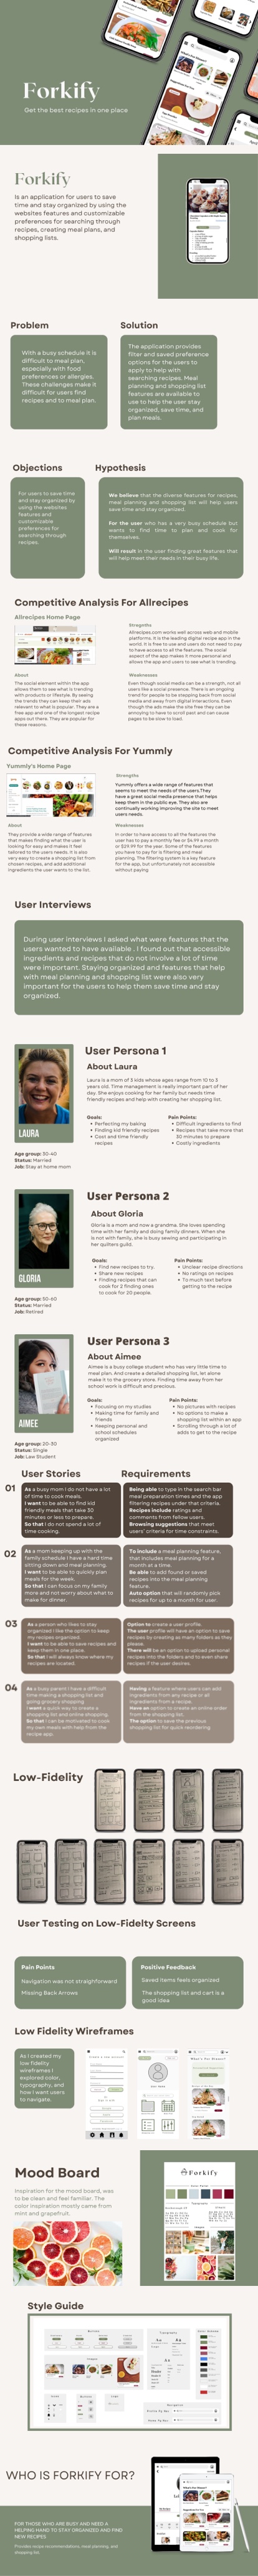 Forkify
Get the best recipes in one place
Forkify
Is an application for users to save
time and stay organized by using the
websites features and customizable
preferences for searching through
recipes, creating meal plans, and
shopping lists.
Problem
With a busy schedule it is
difficult to meal plan,
especially with food
preferences or allergies.
These challenges make it
difficult for users find
recipes and to meal plan.
Solution
The application provides
filter and saved preference
options for the users to
apply to help with
searching recipes. Meal
planning and shopping list
features are available to
use to help the user stay
organized, save time, and
plan meals.
Objections
For users to save time
and stay organized by
using the websites
features and
customizable
preferences for
searching through
recipes.
Hypothesis
We believe that the diverse features for recipes,
meal planning and shopping list will help users
save time and stay organized.
For the user who has a very busy schedule but
wants to find time to plan and cook for
themselves.
Will result in the user finding great features that
will help meet their needs in their busy life.
Competitive Analysis For Allrecipes
Allrecipes Home Page
About
The social element within the app
allows them to see what is trending
with products or lifestyle. By seeing
the trends they can keep their app
relevant to what is popular. They are a
free app and one of the longest recipe
apps out there. They are popular for
these reasons.
Strengths
Allrecipes.com works well across web and mobile
platforms. It is the leading digital recipe app in the
world. It is free to use so users do not need to pay
to have access to all the features. The social
aspect of the app makes it more personal and
allows the app and users to see what is trending.
Weaknesses
Even though social media can be a strength, not all
users like a social aspect. There is an ongoing
trend for people to be stepping back from social
media and want to stay away from it more. Even
though the ads make the site free they can be
annoying to have to read past and can cause
pages to be slow to load.
Competitive Analysis For Yummly
Yummly's Home Page
About
They provide a wide range of features
that makes finding what the user is
looking for easy and makes it feel
personalized to the users tastes. It is also
very easy to create a shopping list from
chosen recipes, and add additional
ingredients the user wants to the list.
Strengths
Yummly offers a wide range of features that
seems to meet the needs of the users.They
have a big social media presence that helps
keep them in the public eye. They also are
continually working improving the site to meet
users needs.
Weaknesses
In order to have access to all the features the
user has to pay a monthly fee or $4.99 a month
or $29.99 for the year. Some of the features
you have to pay for is filtering and meal
planning. The filtering system is a key feature
for the app, but unfortunately not accessible
without paying
User Interviews
During user interviews I asked what were features that the
users wanted to have available . I found out that accessible
ingredients and recipes that do not involve a lot of time
were important. Staying organized and features that help
with meal planning and shopping list were also very
important for the users to help them save time and stay
organized.
LAURA
Age group: 30-40
Status: Married
Job: Stay at home mom
User Persona 1
About Laura
Laura is a mom of 3 kids whose ages range from 10 to 3
years old. Time management is really important part of her
day. She enjoys cooking for her family but needs time
friendly recipes and help with creating her shopping list.
Goals:
Perfecting my baking
Finding kid friendly recipes
Cost and time friendly
recipes
Pain Points:
Difficult ingredients to find
Recipes that take more that
30 minutes to prepare
Costly ingredients
GLORIA
Age group: 50-60
Status: Married
Job: Retired
User Persona 2
About Gloria
Gloria is a mom and now a grandma. She loves spending
time with her family and doing family dinners. When she
is not with family, she is busy sewing and participating in
her quilters guild.
Goals:
Find new recipes to try.
Share new recipes
Finding recipes that can
cook for 2 finding ones
to cook for 20 people.
Pain Points:
Unclear recipe directions
No ratings on recipes
To much text before
getting to the recipe
AIMEE
Age group: 20-30
Status: Single
Job: Law Student
User Persona 3
About Aimee
Aimee is a busy college student who has very little time to
meal plan. And create a detailed shopping list, let alone
make it to the grocery store. Finding time away from her
school work is difficult and precious.
Goals:
Focusing on my studies
Making time for family and
friends
Keeping personal and
school schedules
organized
Pain Points:
No pictures with recipes
No options to make a
shopping list within an app
Scrolling through a lot of
adds to get to the recipe
User Stories
Requirements
01
As a busy mom I do not have a lot
of time to cook meals.
I want to be able to find kid
friendly meals that take 30
minutes or less to prepare.
So that I do not spend a lot of
time cooking.
Being able to type in the search bar
meal preparation times and the app
filtering recipes under that criteria.
Recipes include ratings and
comments from fellow users.
Browsing suggestions that meet
users' criteria for time constraints.
02
As a mom keeping up with the
family schedule I have a hard time
sitting down and meal planning.
I want to be able to quickly plan
meals for the week.
So that I can focus on my family
more and not worry about what to
make for dinner.
To include a meal planning feature,
that includes meal planning for a
month at a time.
Be able to add found or saved
recipes into the meal planning
feature.
Auto option that will randomly pick
recipes for up to a month for user.
03
As a person who likes to stay
organized I like the option to keep
my recipes organized.
I want to be able to save recipes and
keep them in one place.
So that I will always know where my
recipes are located.
Option to create a user profile.
The user profile will have an option to save
recipes by creating as many folders as they
please.
There will be an option to upload personal
recipes into the folders and to even share
recipes if the user desires.
04
As a busy parent I have a difficult
time making a shopping list and
going grocery shopping.
I want a quick way to create a
shopping list and online shopping.
So that I can be motivated to cook
my own meals with help from the
recipe app.
Having a feature where users can add
ingredients from any recipe or all
ingredients from a recipe.
Have an option to create an online order
from the shopping list.
The option to save the previous
shopping list for quick reordering
Low-Fidelity
User Testing on Low-Fidelty Screens
Pain Points
Navigation was not straighforward
Missing Back Arrows
Positive Feedback
Saved items feels organized
The shopping list and cart is a
good idea
Low Fidelity Wireframes
As I created my
low fidelity
wireframes I
explored color,
typography, and
how I want users
to navigate.
Mood Board
Inspiration for the mood board, was
to be clean and feel familiar. The
color inspiration mostly came from
mint and grapefruit.
Forkify
Style Guide
WHO IS FORKIFY FOR?
FOR THOSE WHO ARE BUSY AND NEED A
HELPING HAND TO STAY ORGANIZED AND FIND
NEW RECIPES
Provides recipe recommendations, meal planning, and
shopping list.